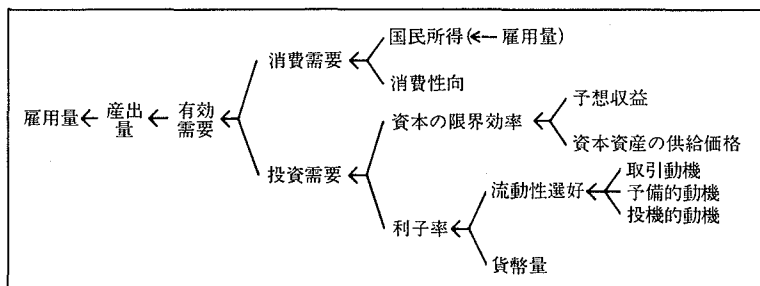 国民所得(←雇用量)
消費需要
消費性向
雇用量←産出量←有効需要
予想収益
資本の限界効率
資本資産の供給価格
投資需要
取引動機
流動性選好
予備的動機
投機的動機
利子率
貨幣量